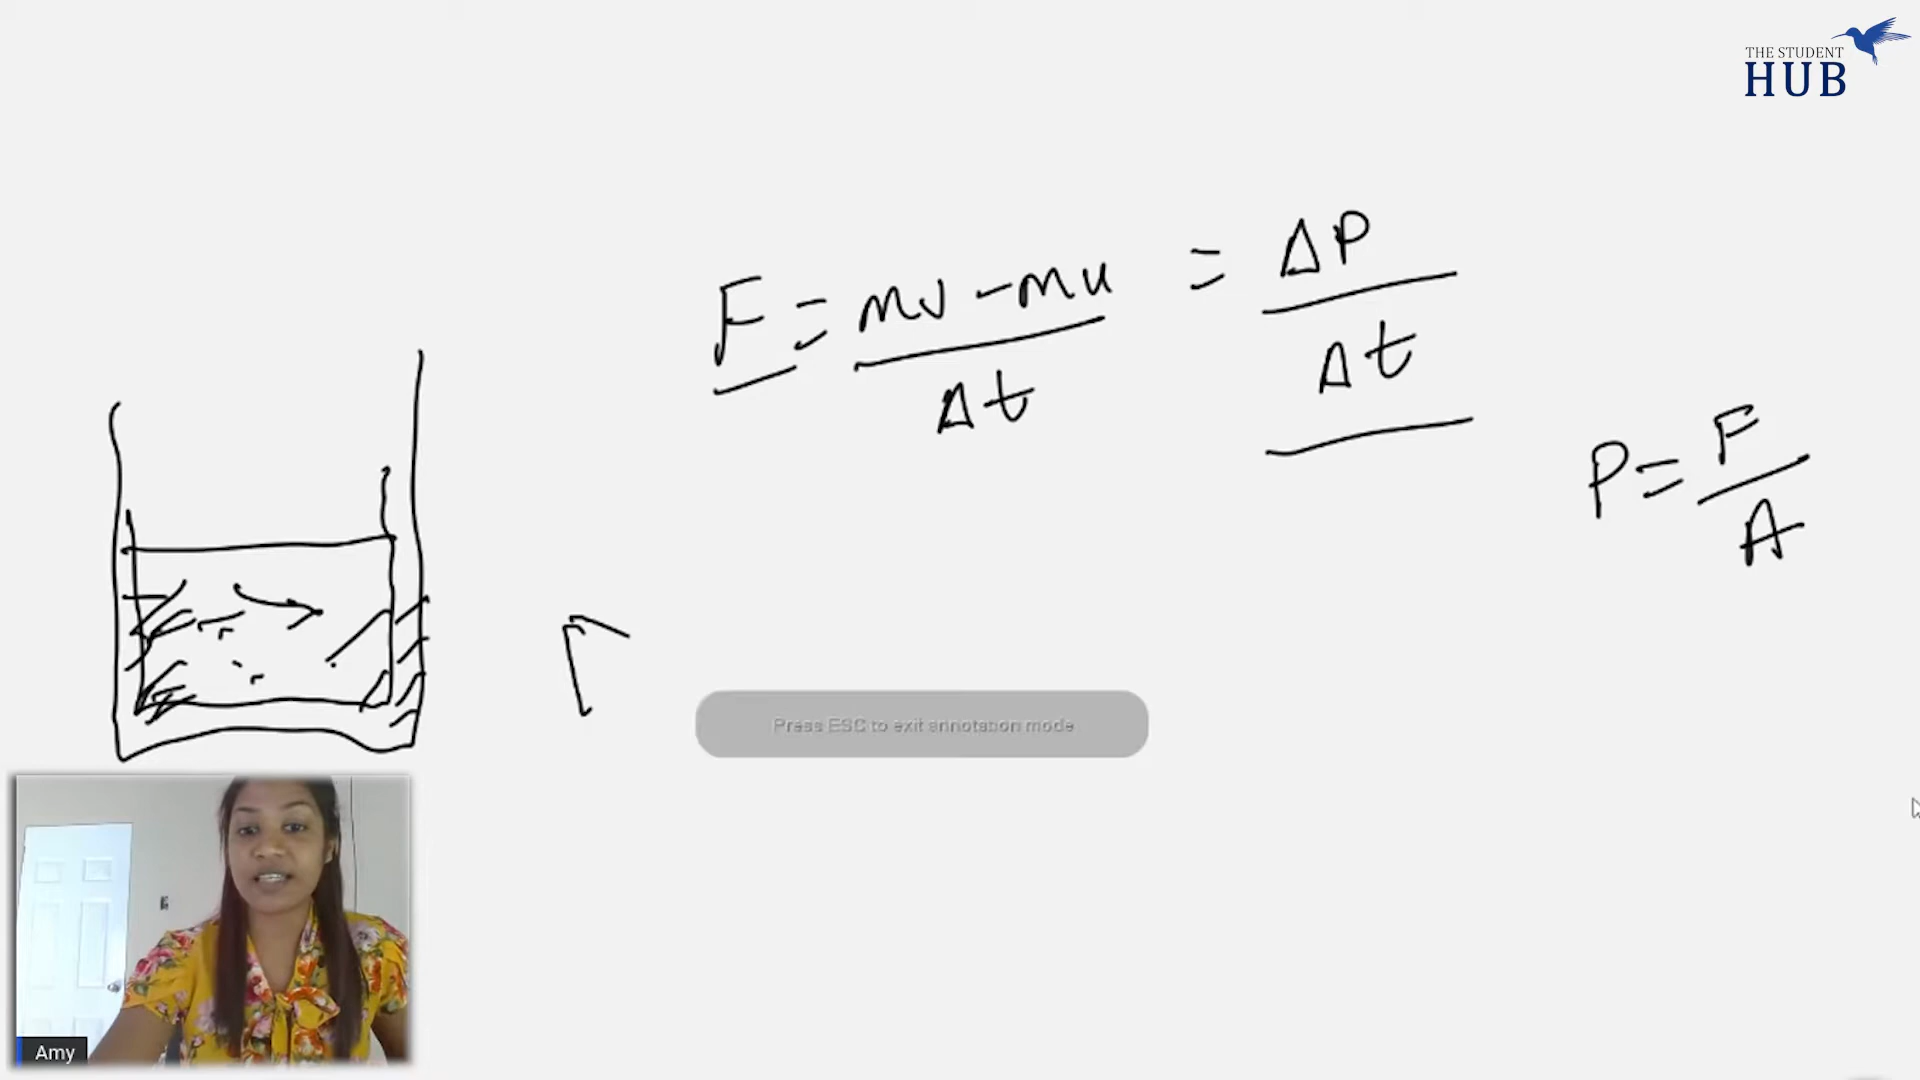 THE STUDENT
HUB
F = mv - mu / Δt = ΔP / Δt
P = F / A
Press ESC to exit annotation mode
Amy